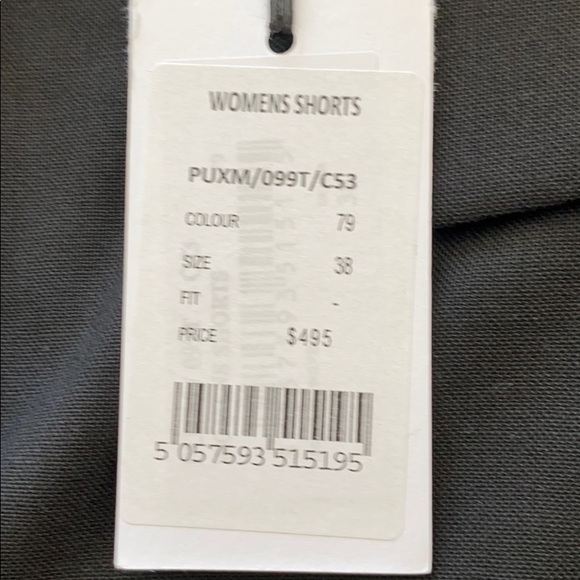 WOMENS SHORTS
PUXM/099T/C53
COLOUR 79
SIZE 38
FIT -
PRICE $495
5 057593 515195